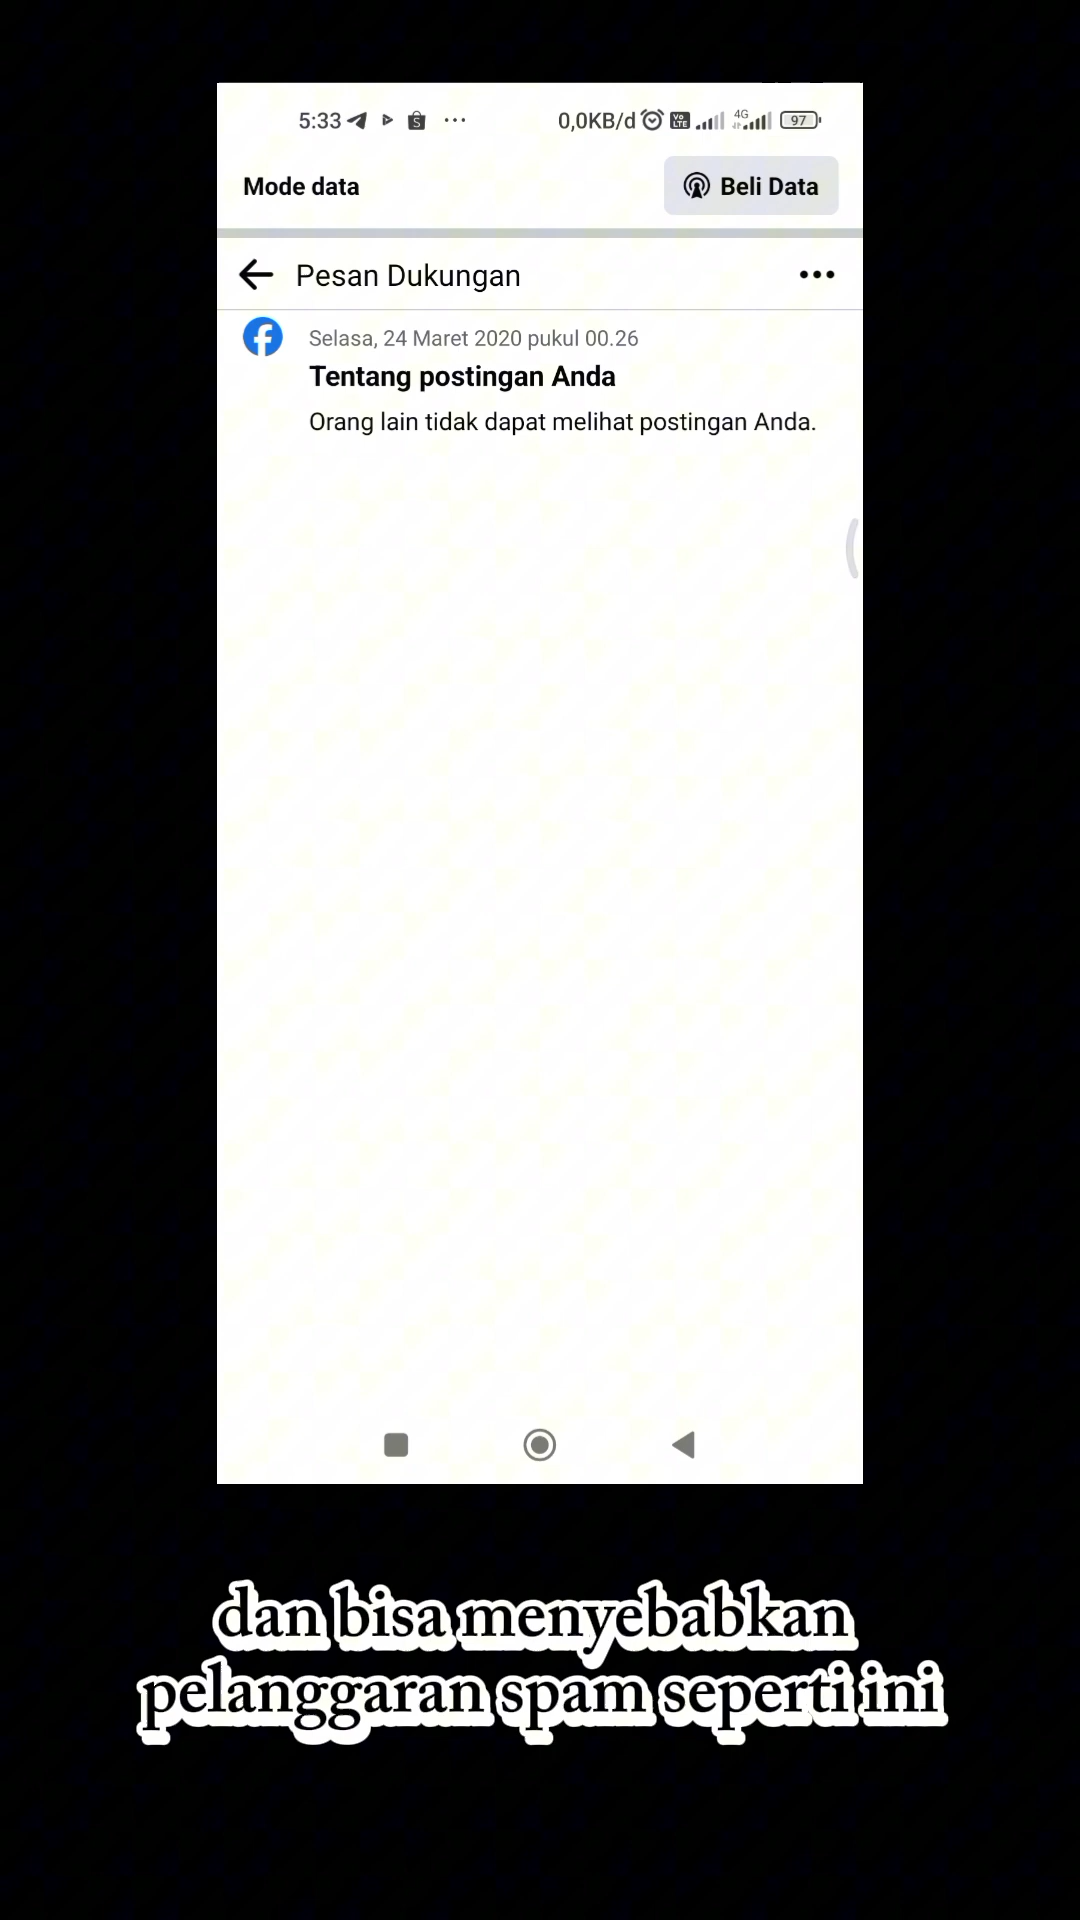 5:33 ··· 0,0KB/d 4G 97
Mode data Beli Data
Pesan Dukungan
Selasa, 24 Maret 2020 pukul 00.26
Tentang postingan Anda
Orang lain tidak dapat melihat postingan Anda.
dan bisa menyebabkan
pelanggaran spam seperti ini